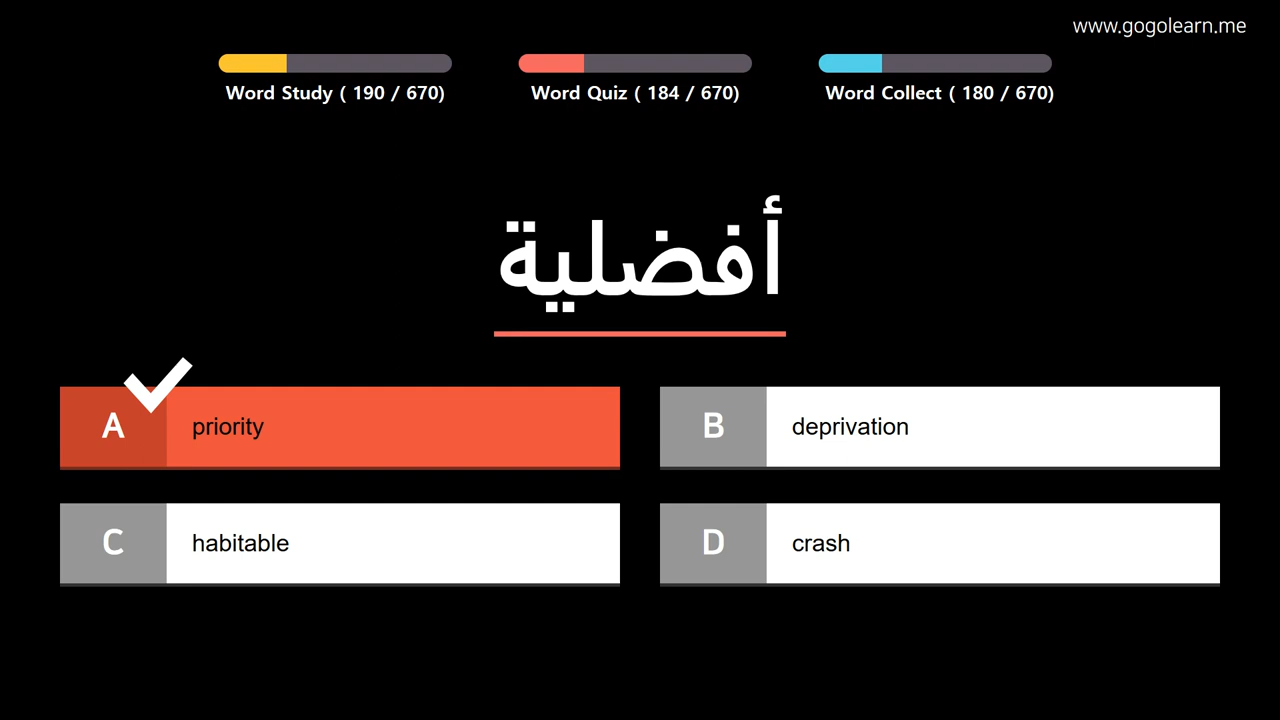 www.gogolearn.me
Word Study ( 190 / 670)
Word Quiz ( 184 / 670)
Word Collect ( 180 / 670)
أفضلية
A priority
B deprivation
C habitable
D crash